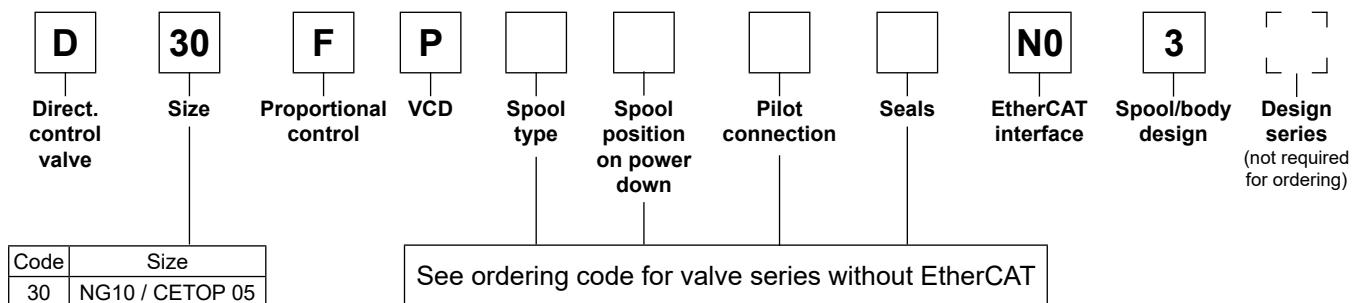 D 30 F P N0 3
Direct. control valve
Size
Proportional control
VCD
Spool type
Spool position on power down
Pilot connection
Seals
EtherCAT interface
Spool/body design
Design series (not required for ordering)
Code Size
30 NG10 / CETOP 05
See ordering code for valve series without EtherCAT